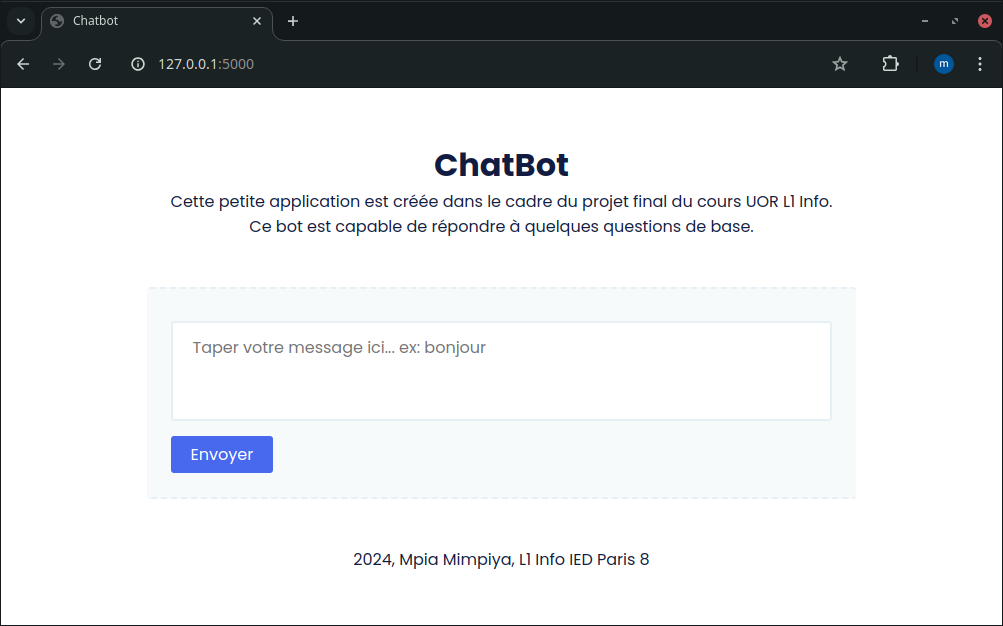 Chatbot
127.0.0.1:5000
m
ChatBot
Cette petite application est créée dans le cadre du projet final du cours UOR L1 Info.
Ce bot est capable de répondre à quelques questions de base.
Taper votre message ici... ex: bonjour
Envoyer
2024, Mpia Mimpiya, L1 Info IED Paris 8